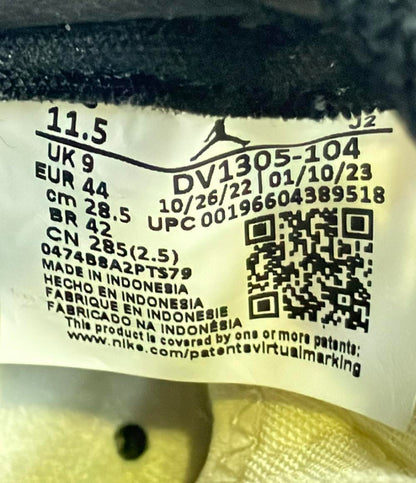 11.5
J2
UK 9
EUR 44
cm 28.5
BR 42
CN 285(2.5)
DV1305-104
10/26/22 01/10/23
UPC 00196604389518
0474B8A2PTS79
MADE IN INDONESIA
HECHO EN INDONESIA
FABRIQUE EN INDONESIE
FABRICADO NA INDONÉSIA
This product is covered by one or more patents:
www.nike.com/patentsvirtualmarking